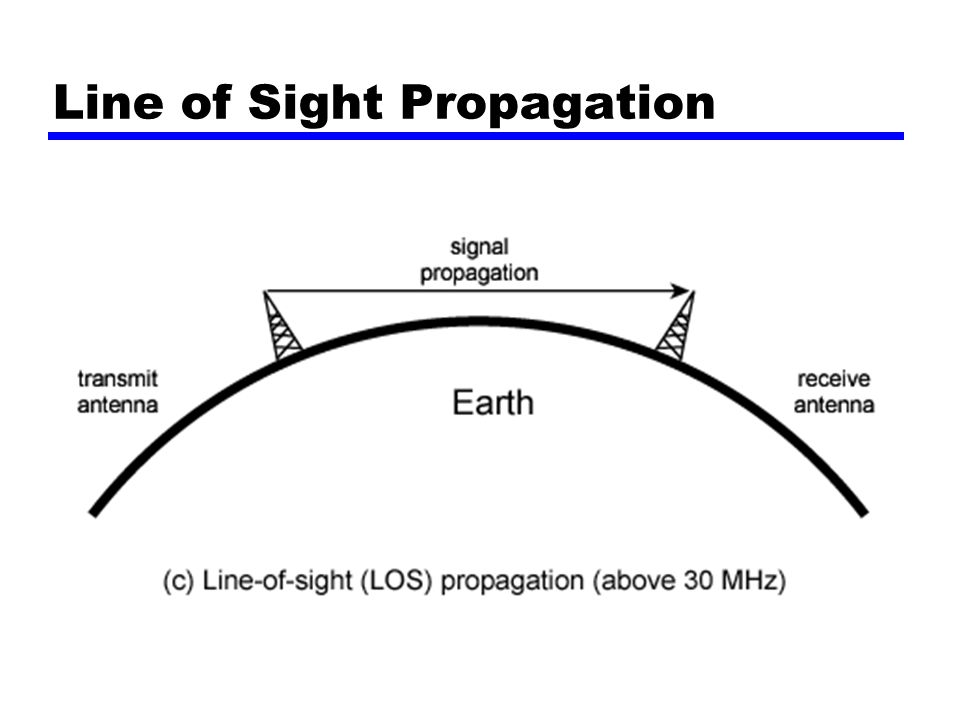 Line of Sight Propagation
signal
propagation
transmit
antenna
Earth
receive
antenna
(c) Line-of-sight (LOS) propagation (above 30 MHz)